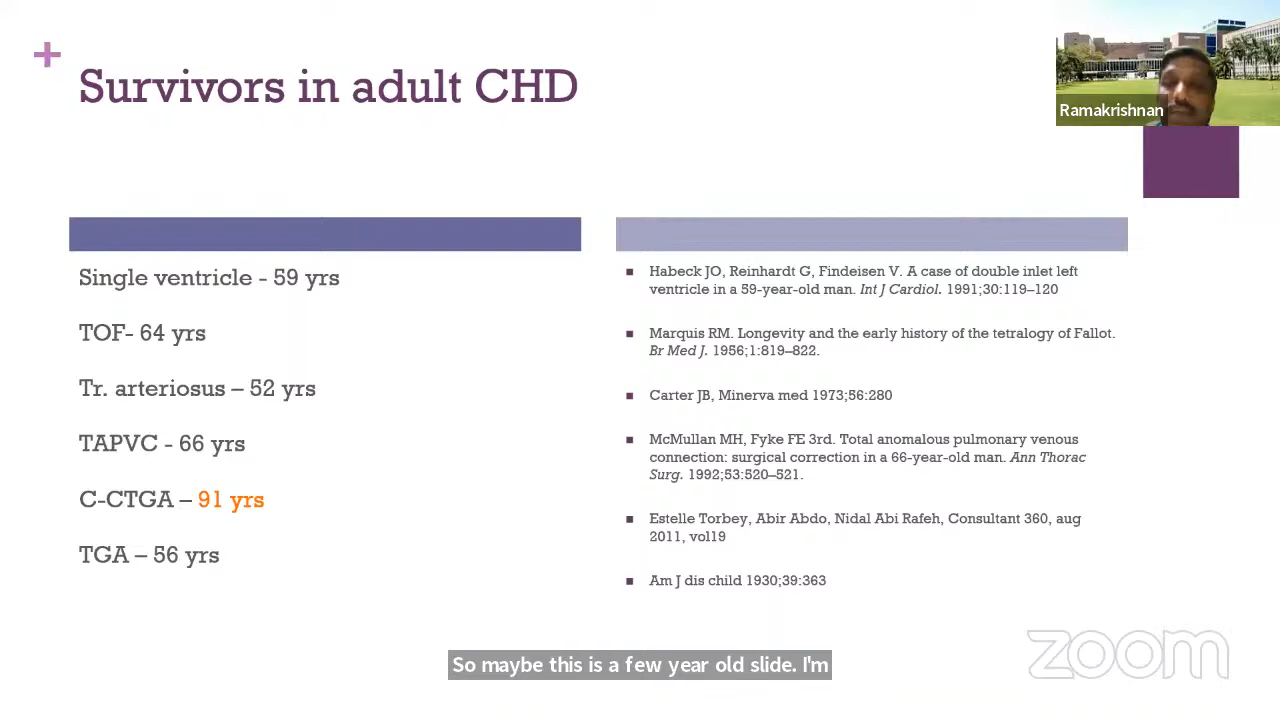 +
Survivors in adult CHD
Ramakrishnan
Single ventricle - 59 yrs
TOF- 64 yrs
Tr. arteriosus – 52 yrs
TAPVC - 66 yrs
C-CTGA – 91 yrs
TGA – 56 yrs
Habeck JO, Reinhardt G, Findeisen V. A case of double inlet left
ventricle in a 59-year-old man. Int J Cardiol. 1991;30:119–120
Marquis RM. Longevity and the early history of the tetralogy of Fallot.
Br Med J. 1956;1:819–822.
Carter JB, Minerva med 1973;56:280
McMullan MH, Fyke FE 3rd. Total anomalous pulmonary venous
connection: surgical correction in a 66-year-old man. Ann Thorac
Surg. 1992;53:520–521.
Estelle Torbey, Abir Abdo, Nidal Abi Rafeh, Consultant 360, aug
2011, vol19
Am J dis child 1930;39:363
So maybe this is a few year old slide. I'm
zoom